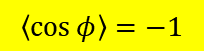 ⟨cos ϕ⟩ = −1